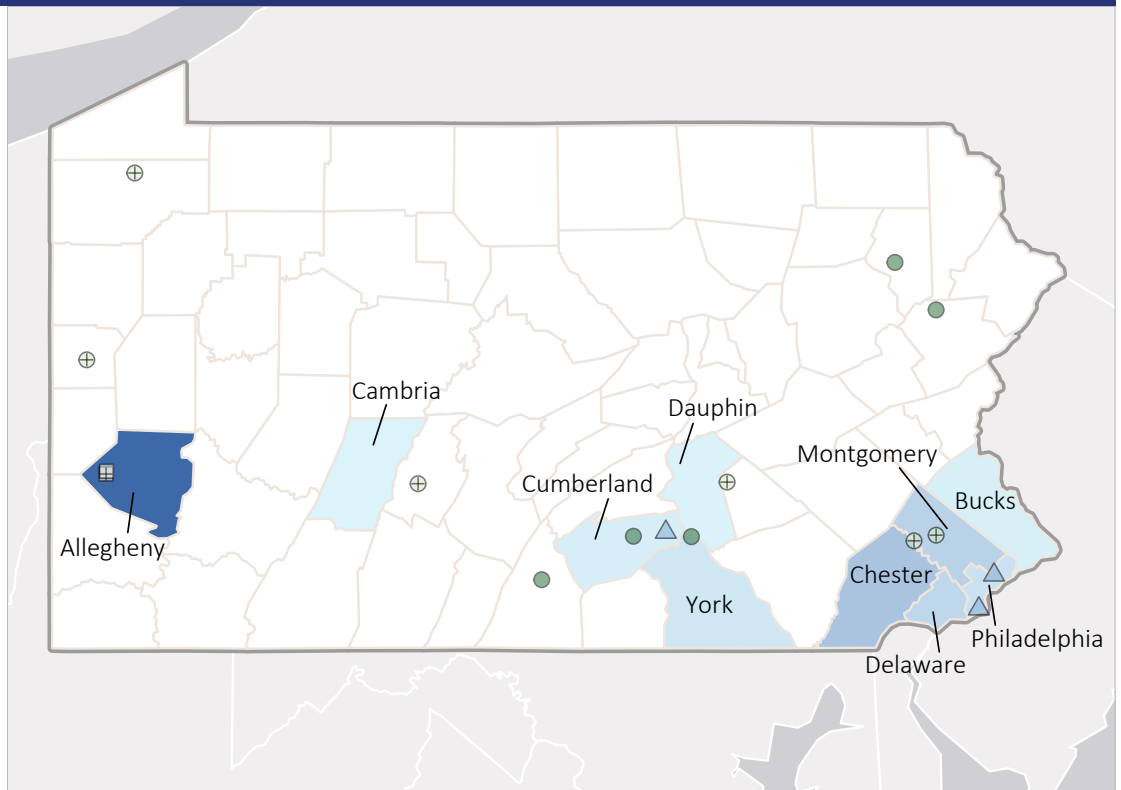 Cambria
Dauphin
Montgomery
Cumberland
Bucks
Allegheny
Chester
York
Philadelphia
Delaware